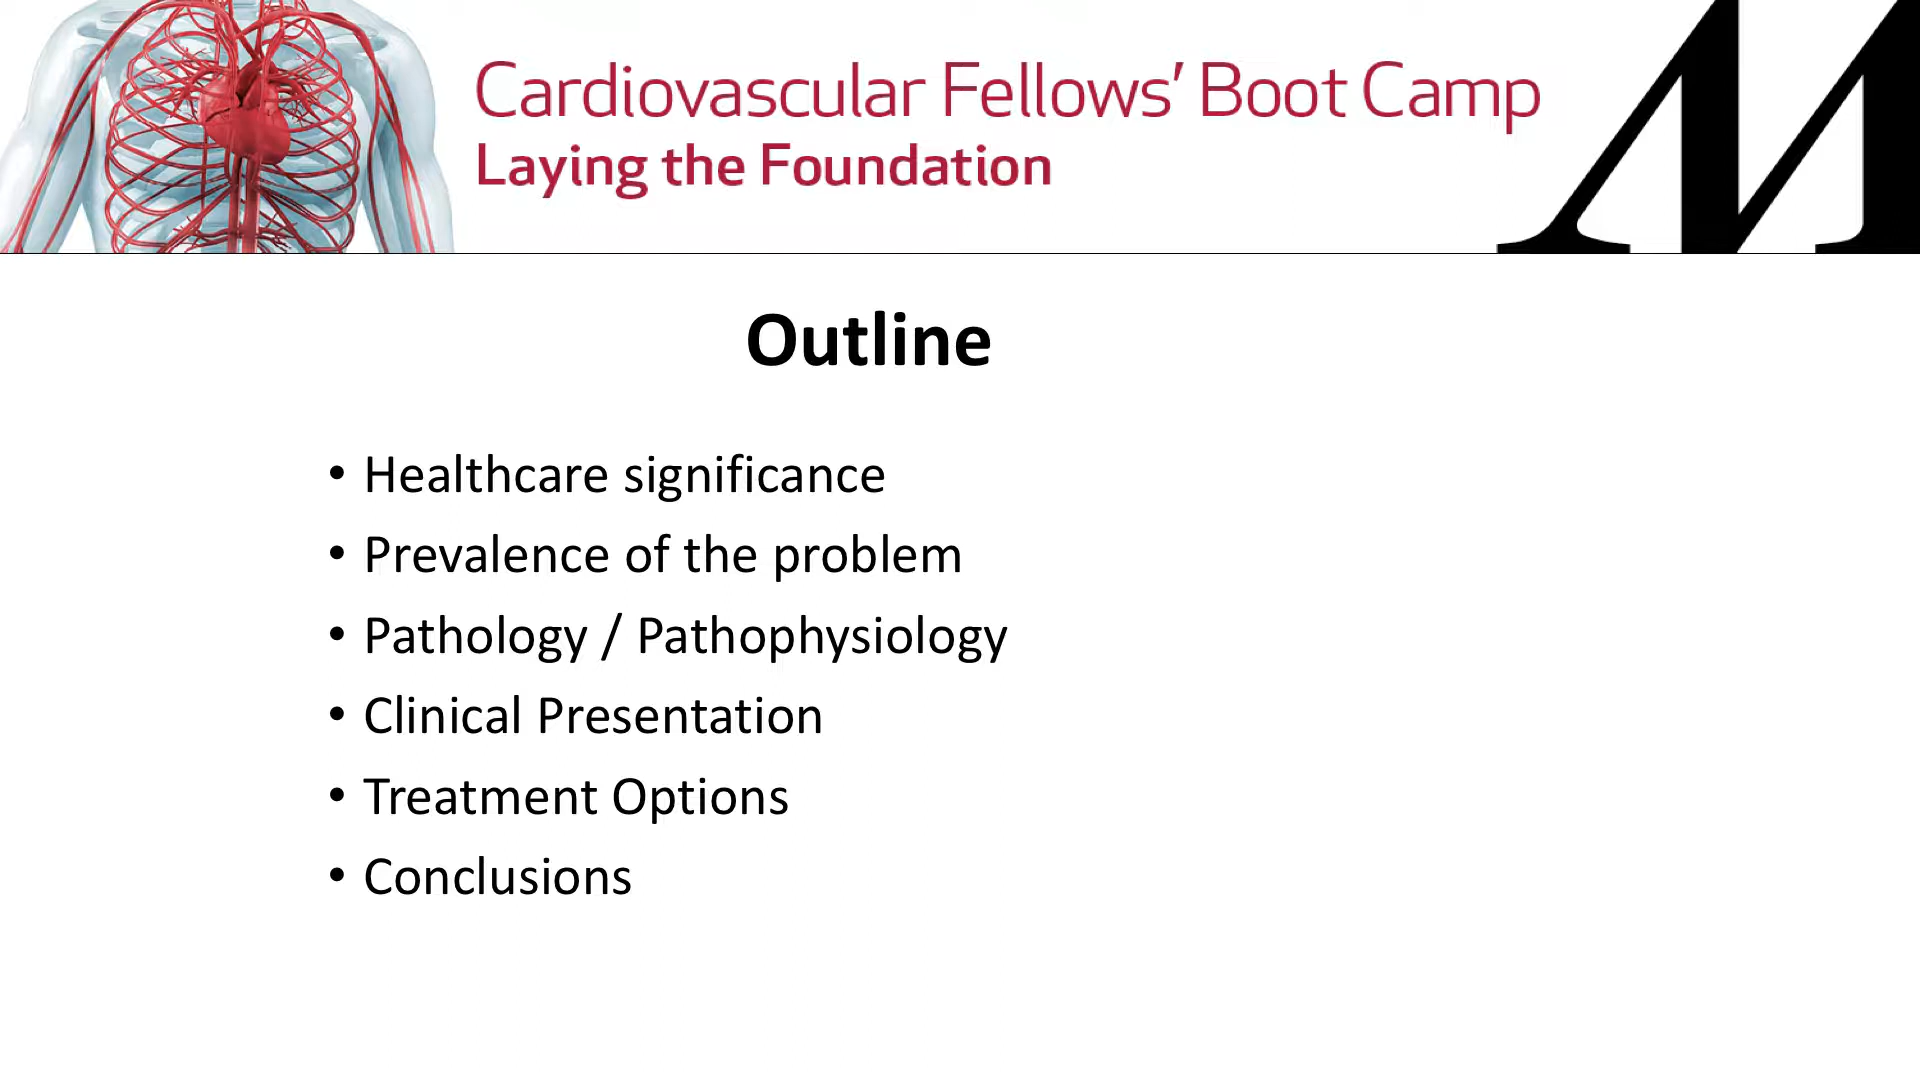 Cardiovascular Fellows’ Boot Camp
Laying the Foundation
M
Outline
• Healthcare significance
• Prevalence of the problem
• Pathology / Pathophysiology
• Clinical Presentation
• Treatment Options
• Conclusions